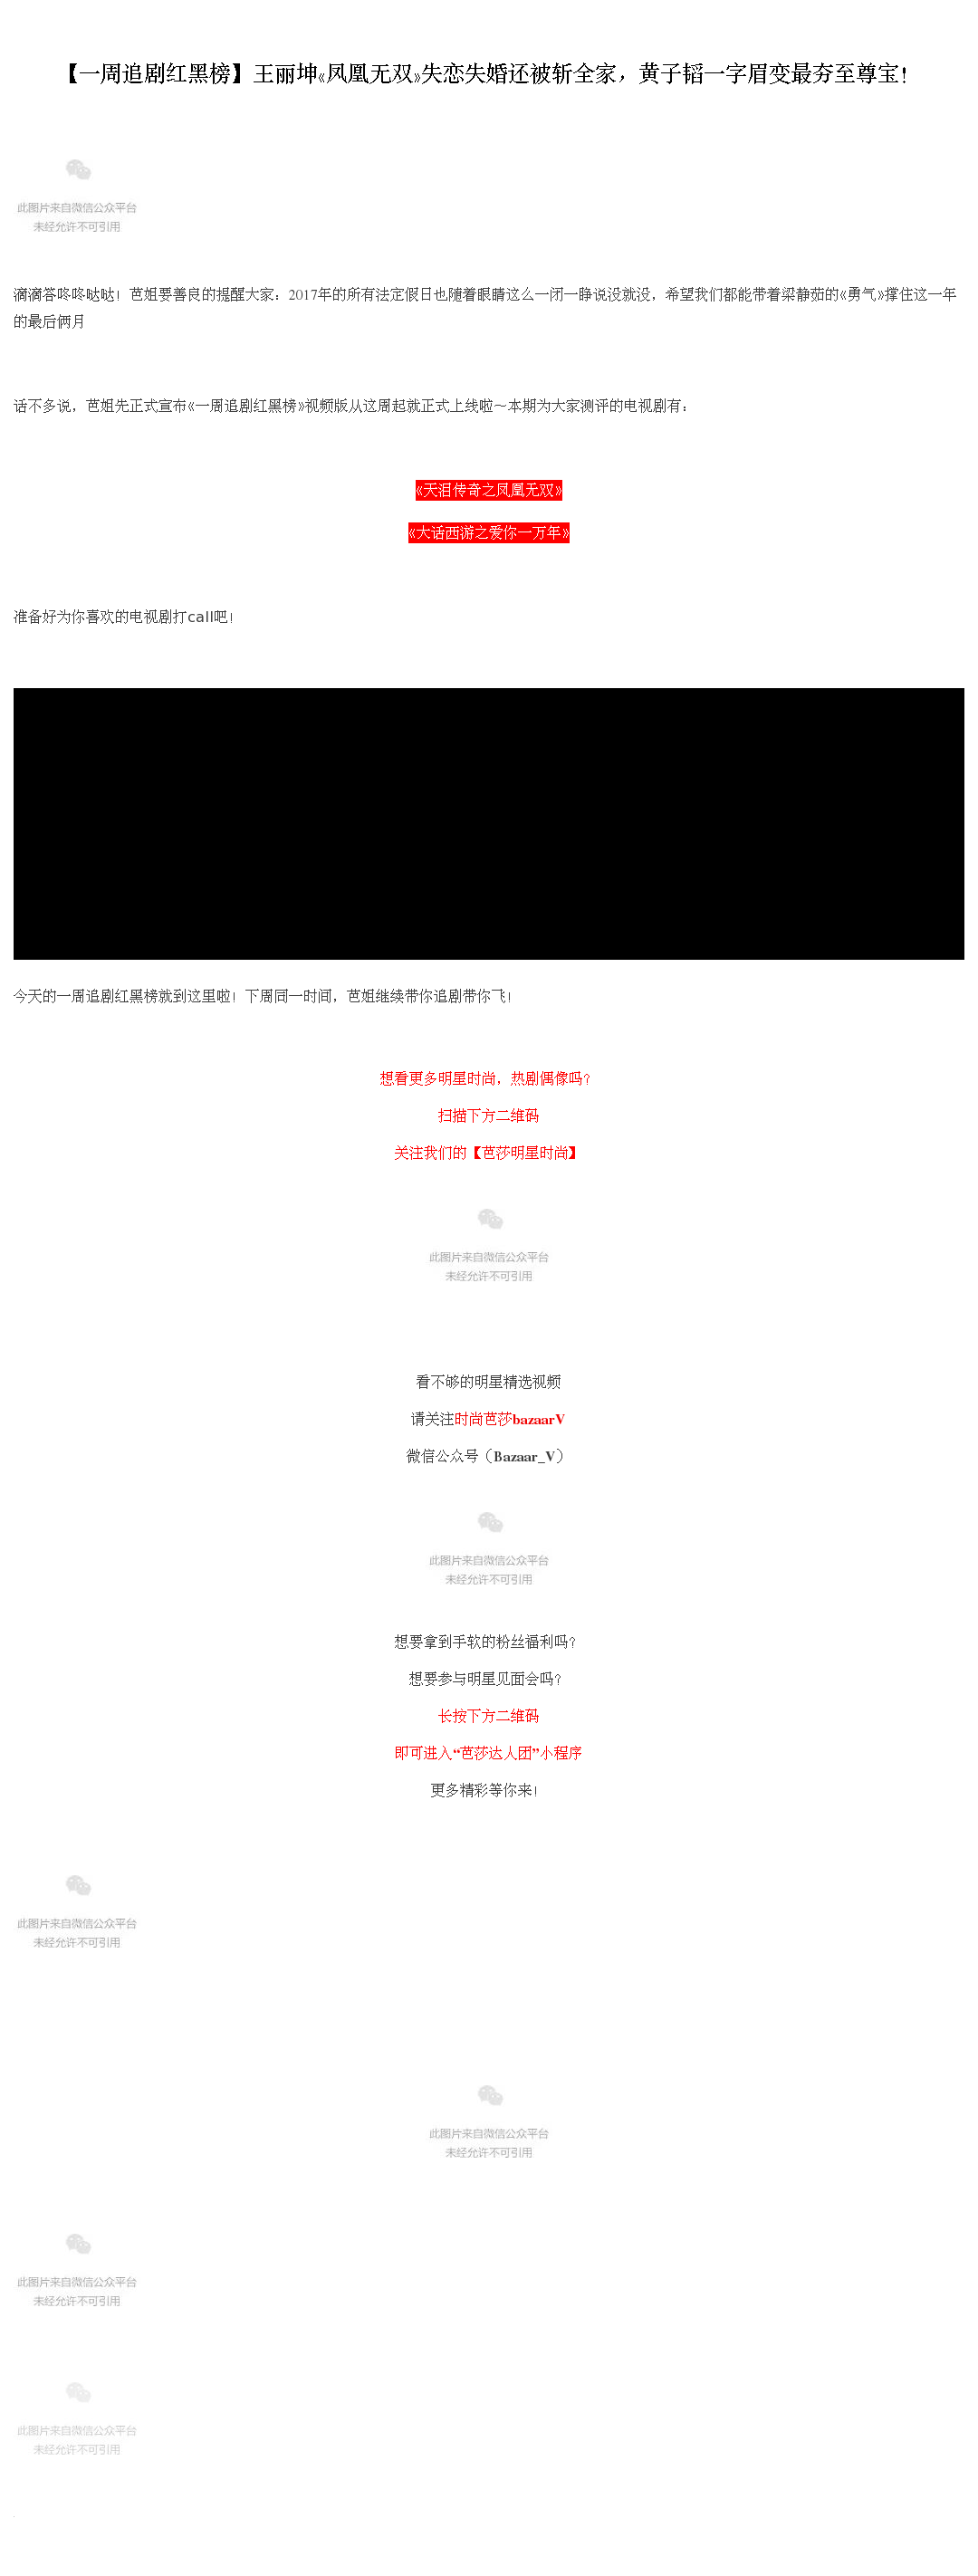 【一周追剧红黑榜】王丽坤《凤凰无双》失恋失婚还被斩全家，黄子韬一字眉变最夯至尊宝！
此图片来自微信公众平台
未经允许不可引用
滴滴答咚咚哒哒！芭姐要善良的提醒大家：2017年的所有法定假日也随着眼睛这么一闭一睁说没就没，希望我们都能带着梁静茹的《勇气》撑住这一年
的最后俩月
话不多说，芭姐先正式宣布《一周追剧红黑榜》视频版从这周起就正式上线啦～本期为大家测评的电视剧有：
《天泪传奇之凤凰无双》
《大话西游之爱你一万年》
准备好为你喜欢的电视剧打call吧！
今天的一周追剧红黑榜就到这里啦！下周同一时间，芭姐继续带你追剧带你飞！
想看更多明星时尚，热剧偶像吗？
扫描下方二维码
关注我们的【芭莎明星时尚】
此图片来自微信公众平台
未经允许不可引用
看不够的明星精选视频
请关注时尚芭莎bazaarV
微信公众号（Bazaar_V）
此图片来自微信公众平台
未经允许不可引用
想要拿到手软的粉丝福利吗？
想要参与明星见面会吗？
长按下方二维码
即可进入“芭莎达人团”小程序
更多精彩等你来！
此图片来自微信公众平台
未经允许不可引用
此图片来自微信公众平台
未经允许不可引用
此图片来自微信公众平台
未经允许不可引用
此图片来自微信公众平台
未经允许不可引用